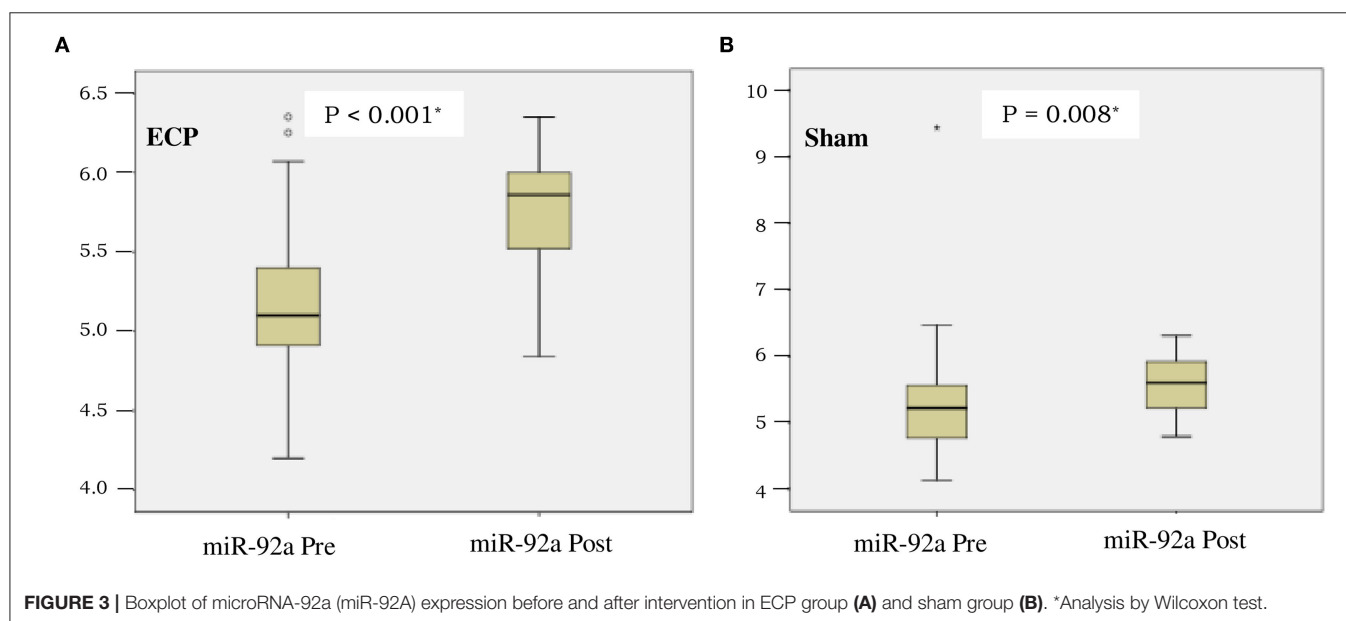 A
6.5
6.0
5.5
5.0
4.5
4.0
ECP
P < 0.001*
miR-92a Pre
miR-92a Post
B
10
9
8
7
6
5
4
Sham
P = 0.008*
miR-92a Pre
miR-92a Post
FIGURE 3 | Boxplot of microRNA-92a (miR-92A) expression before and after intervention in ECP group (A) and sham group (B). *Analysis by Wilcoxon test.